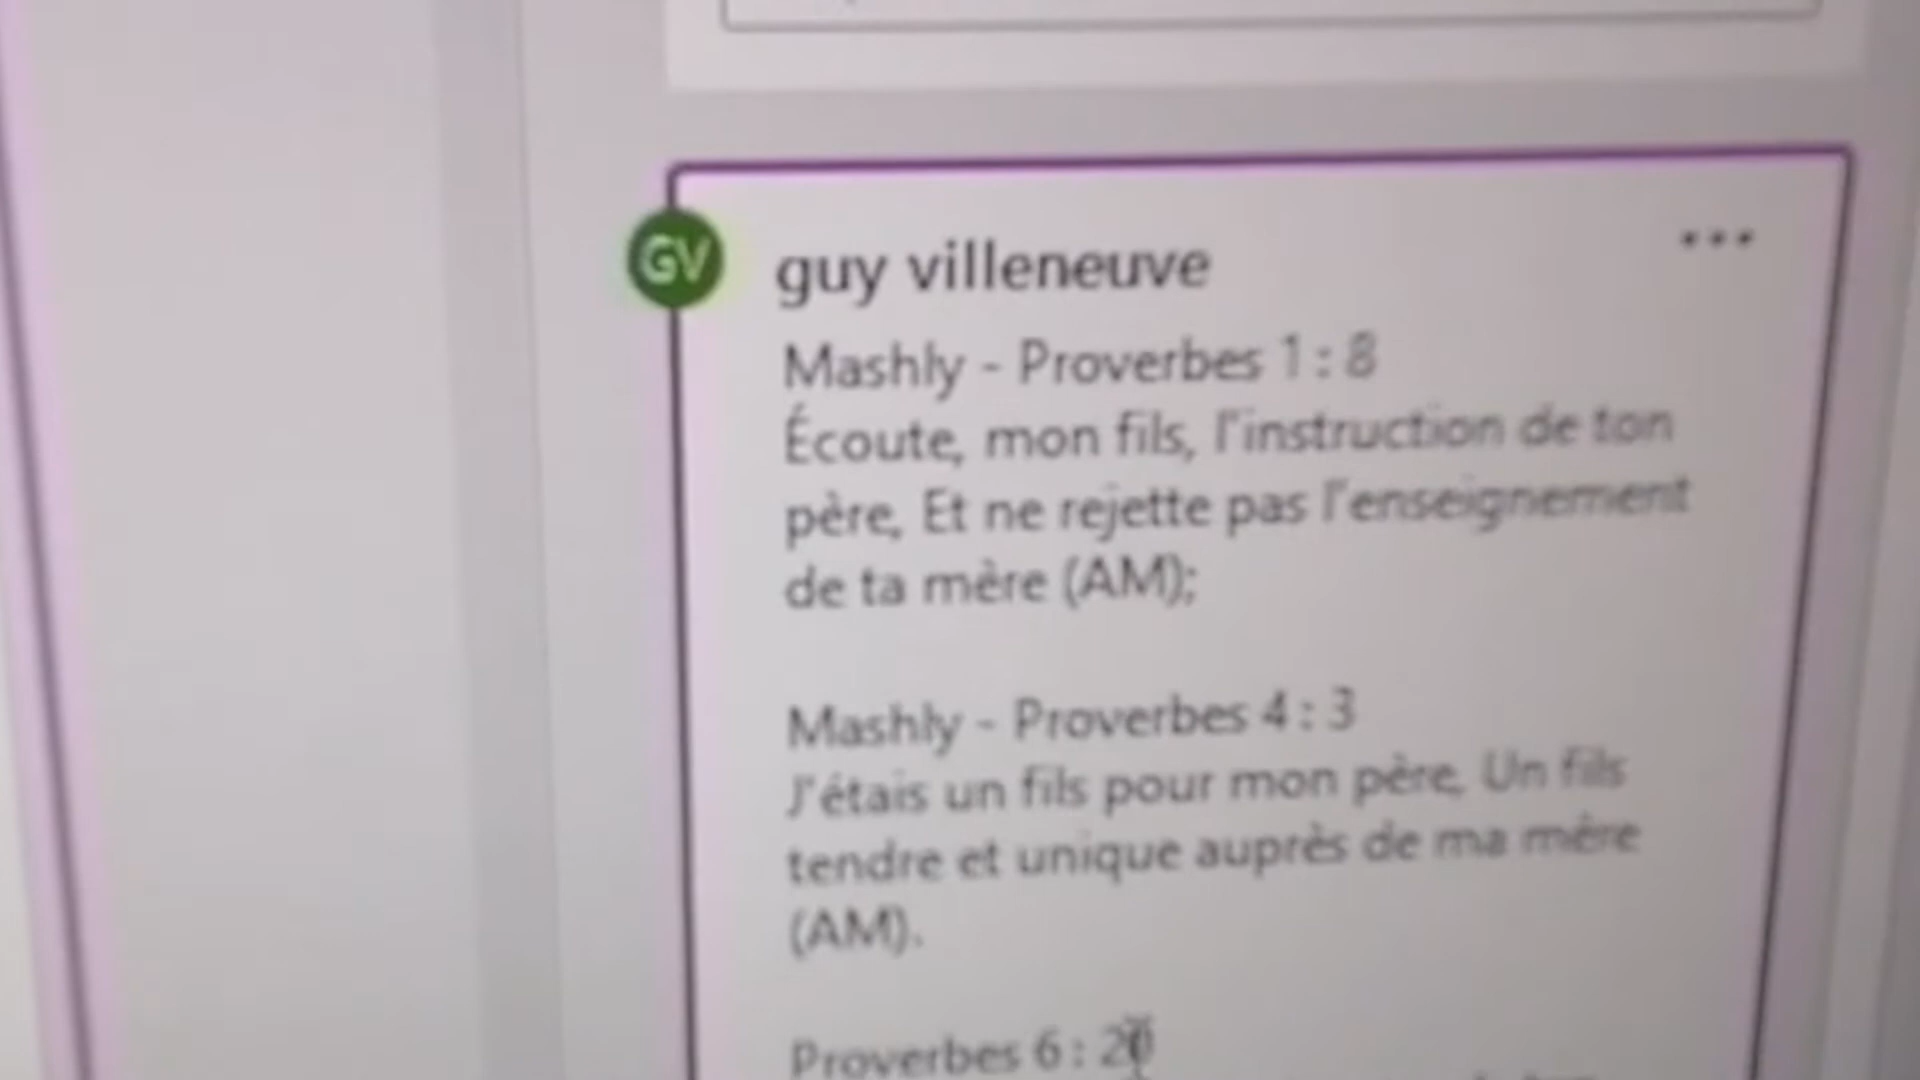 GV
guy villeneuve
Mashly - Proverbes 1 : 8
Écoute, mon fils, l'instruction de ton
père, Et ne rejette pas l'enseignement
de ta mère (AM);
Mashly - Proverbes 4 : 3
J'étais un fils pour mon père, Un fils
tendre et unique auprès de ma mère
(AM).
Proverbes 6 : 20